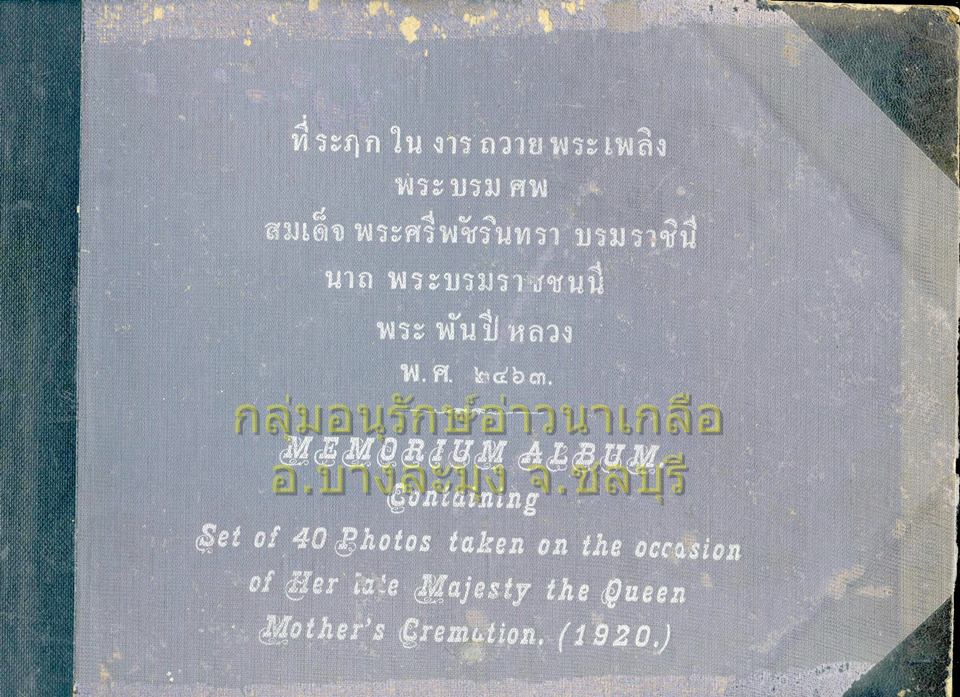 ที่ ระฦก ใน งาร ถวาย พระ เพลิง
พระ บรม ศพ
สมเด็จ พระศรีพัชรินทรา บรมราชินี
นาถ พระบรมราชชนนี
พระ พันปี หลวง
พ. ศ. ๒๔๖๓.
กลุ่มอนุรักษ์อ่าวนาเกลือ
MEMORIUM ALBUM.
อ.บางละมุง จ.ชลบุรี
Containing
Set of 40 Photos taken on the occasion
of Her late Majesty the Queen
Mother's Cremation. (1920.)